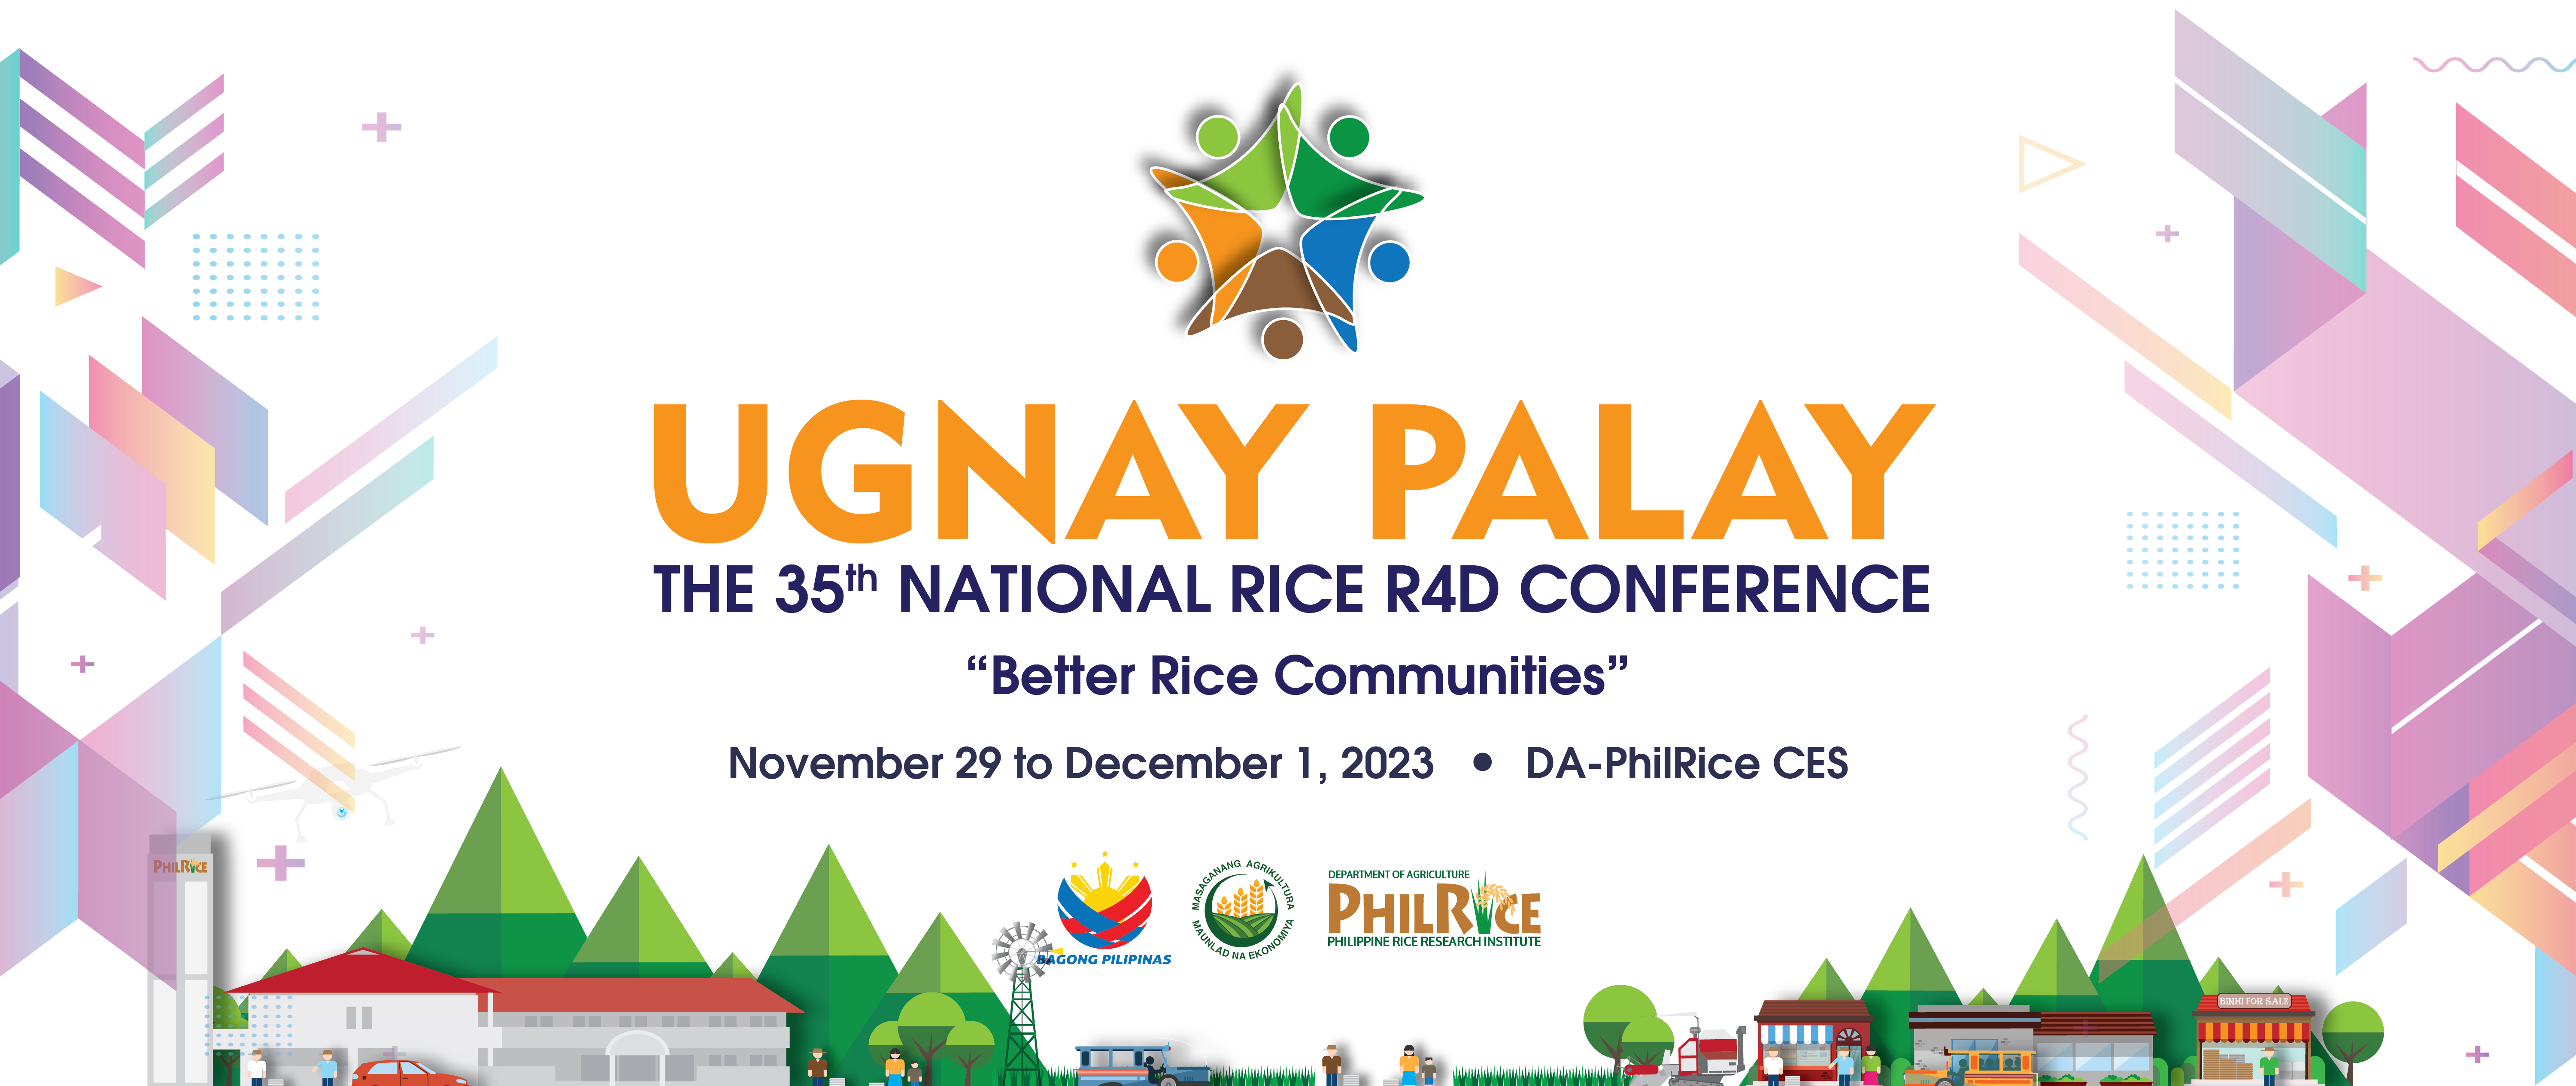 UGNAY PALAY
THE 35th NATIONAL RICE R4D CONFERENCE
“Better Rice Communities”
November 29 to December 1, 2023 • DA-PhilRice CES
PHILRICE
BAGONG PILIPINAS
MASAGANANG AGRIKULTURA
MAUNLAD NA EKONOMIYA
DEPARTMENT OF AGRICULTURE
PHILRICE
PHILIPPINE RICE RESEARCH INSTITUTE
BINHI FOR SALE